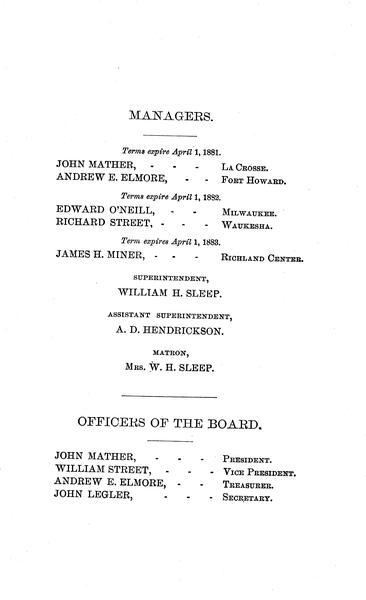 MANAGERS.
Terms expire April 1, 1881.
JOHN MATHER, - - - LA CROSSE.
ANDREW E. ELMORE, - - FORT HOWARD.
Terms expire April 1, 1882.
EDWARD O'NEILL, - - MILWAUKEE.
RICHARD STREET, - - - WAUKESHA.
Term expires April 1, 1883.
JAMES H. MINER, - - - RICHLAND CENTER.
SUPERINTENDENT,
WILLIAM H. SLEEP.
ASSISTANT SUPERINTENDENT,
A. D. HENDRICKSON.
MATRON,
MRS. W. H. SLEEP.
OFFICERS OF THE BOARD.
JOHN MATHER, - - - PRESIDENT.
WILLIAM STREET, - - - VICE PRESIDENT.
ANDREW E. ELMORE, - - TREASURER.
JOHN LEGLER, - - - SECRETARY.